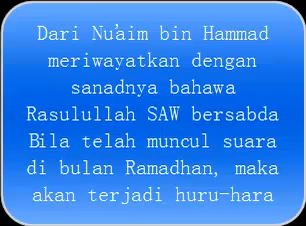 Dari Nu'aim bin Hammad
meriwayatkan dengan
sanadnya bahawa
Rasulullah SAW bersabda
Bila telah muncul suara
di bulan Ramadhan, maka
akan terjadi huru-hara